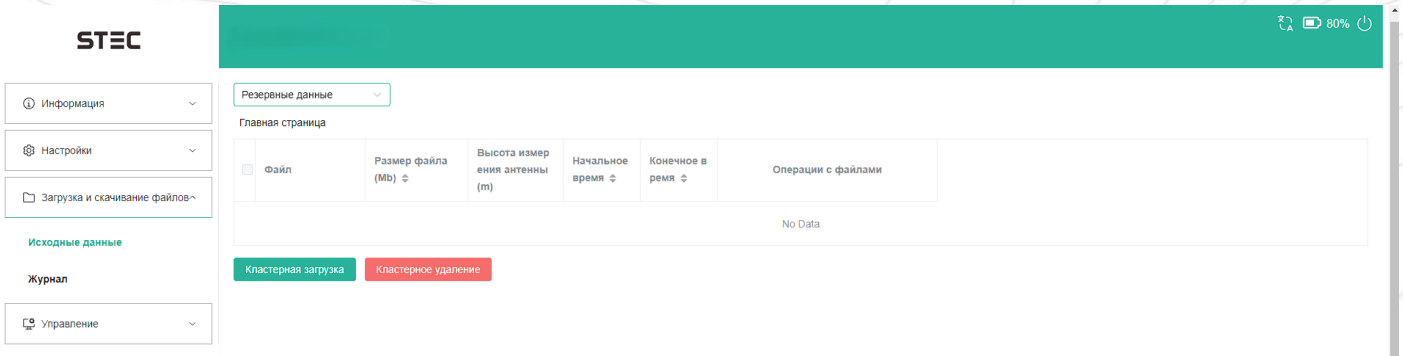 STEC
80%
Информация
Настройки
Загрузка и скачивание файлов
Исходные данные
Журнал
Управление
Резервные данные
Главная страница
Файл
Размер файла
(Mb)
Высота измер
ения антенны
(m)
Начальное
время
Конечное в
ремя
Операции с файлами
No Data
Кластерная загрузка
Кластерное удаление